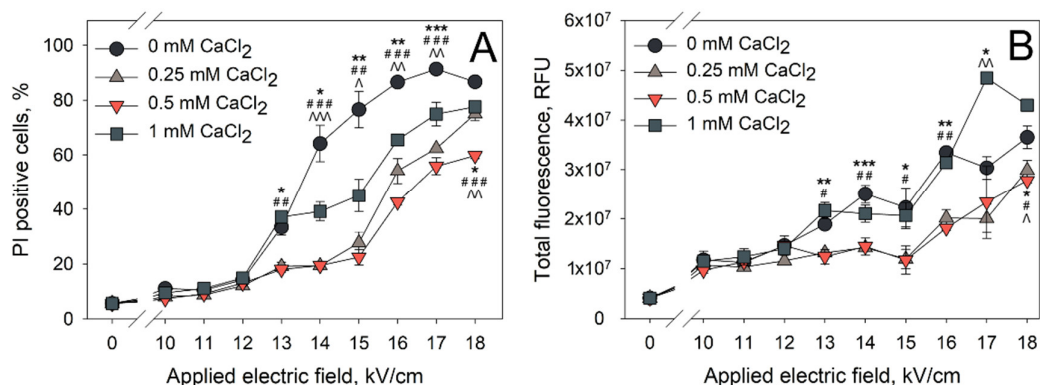 A
PI positive cells, %
100
80
60
40
20
0
0 mM CaCl2
0.25 mM CaCl2
0.5 mM CaCl2
1 mM CaCl2
*
##
*
###
^^^
**
##
^
**
###
^^
***
###
^^
*
###
^^
0 10 11 12 13 14 15 16 17 18
Applied electric field, kV/cm
B
Total fluorescence, RFU
6x10^7
5x10^7
4x10^7
3x10^7
2x10^7
1x10^7
0
0 mM CaCl2
0.25 mM CaCl2
0.5 mM CaCl2
1 mM CaCl2
**
#
***
##
*
#
**
##
*
^^
*
#
^
0 10 11 12 13 14 15 16 17 18
Applied electric field, kV/cm